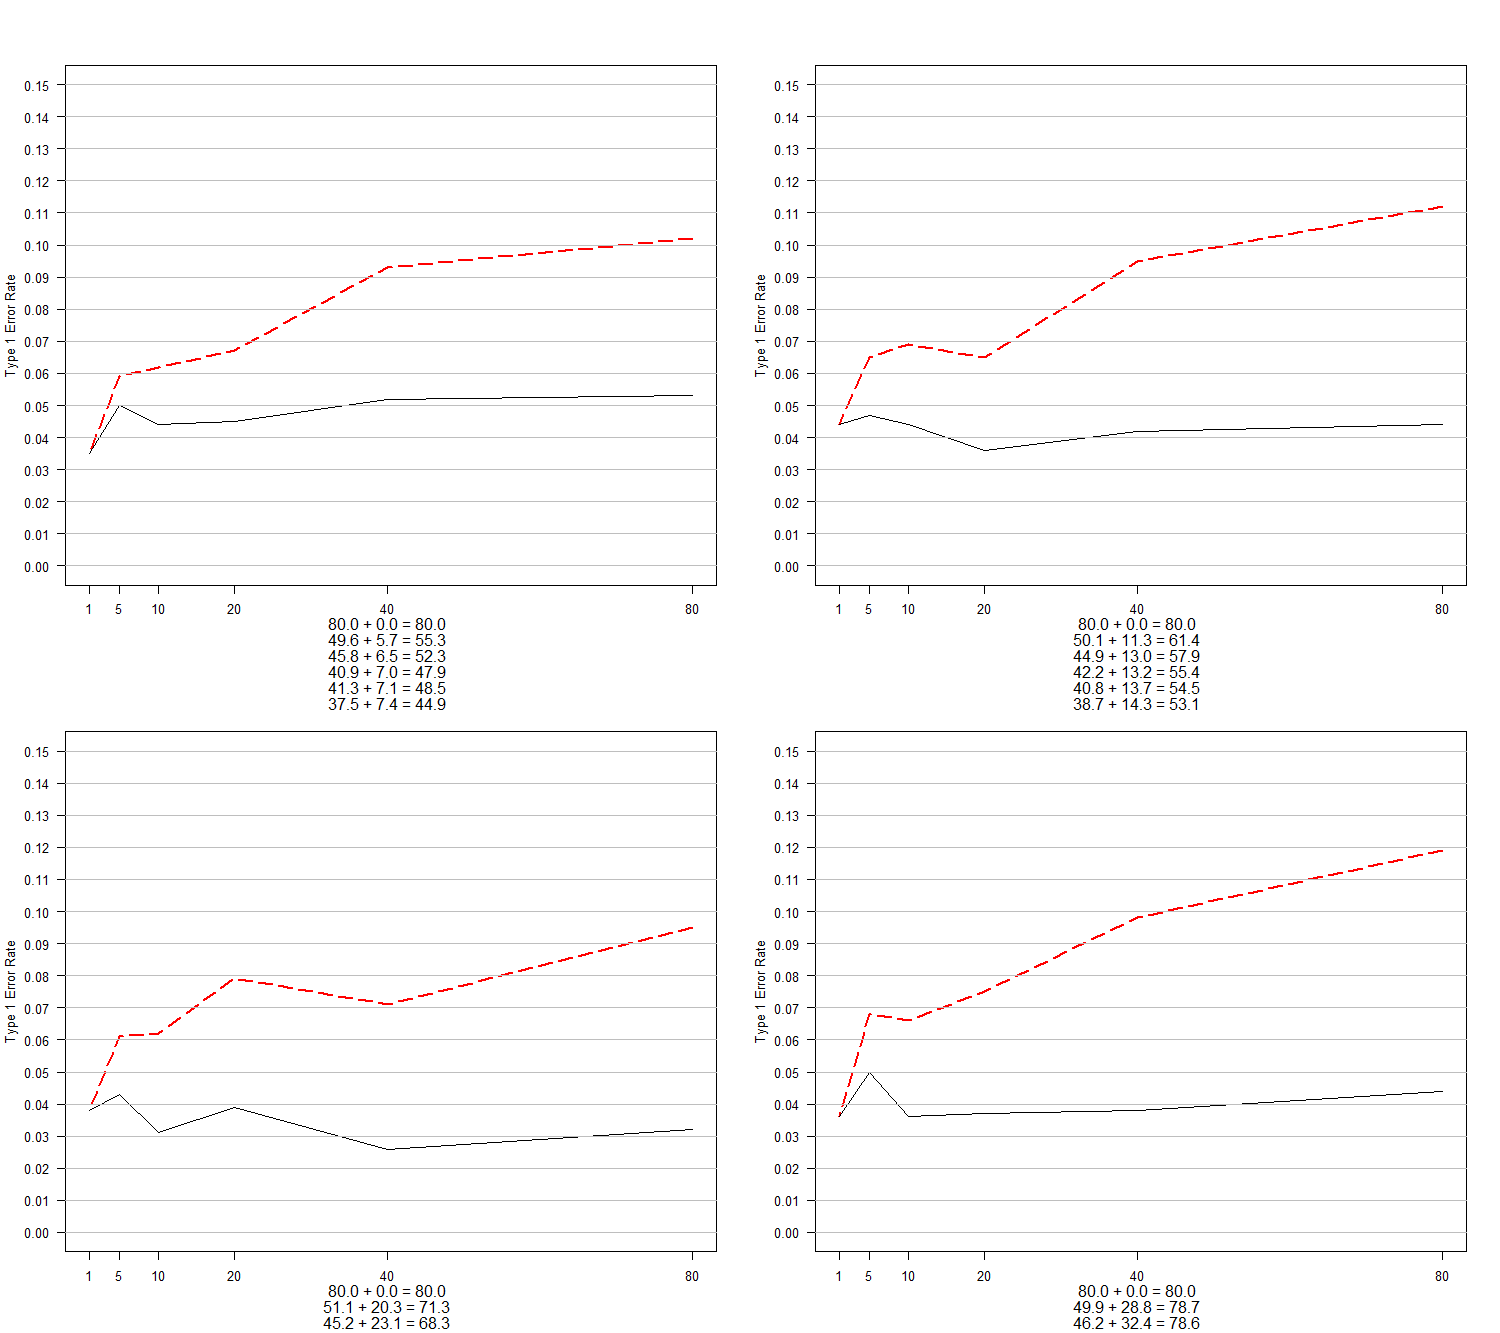 0.15
0.14
0.13
0.12
0.11
0.10
0.09
0.08
0.07
0.06
0.05
0.04
0.03
0.02
0.01
0.00
Type 1 Error Rate
1 5 10 20 40 80
80.0 + 0.0 = 80.0
49.6 + 5.7 = 55.3
45.8 + 6.5 = 52.3
40.9 + 7.0 = 47.9
41.3 + 7.1 = 48.5
37.5 + 7.4 = 44.9
0.15
0.14
0.13
0.12
0.11
0.10
0.09
0.08
0.07
0.06
0.05
0.04
0.03
0.02
0.01
0.00
Type 1 Error Rate
1 5 10 20 40 80
80.0 + 0.0 = 80.0
50.1 + 11.3 = 61.4
44.9 + 13.0 = 57.9
42.2 + 13.2 = 55.4
40.8 + 13.7 = 54.5
38.7 + 14.3 = 53.1
0.15
0.14
0.13
0.12
0.11
0.10
0.09
0.08
0.07
0.06
0.05
0.04
0.03
0.02
0.01
0.00
Type 1 Error Rate
1 5 10 20 40 80
80.0 + 0.0 = 80.0
51.1 + 20.3 = 71.3
45.2 + 23.1 = 68.3
0.15
0.14
0.13
0.12
0.11
0.10
0.09
0.08
0.07
0.06
0.05
0.04
0.03
0.02
0.01
0.00
Type 1 Error Rate
1 5 10 20 40 80
80.0 + 0.0 = 80.0
49.9 + 28.8 = 78.7
46.2 + 32.4 = 78.6